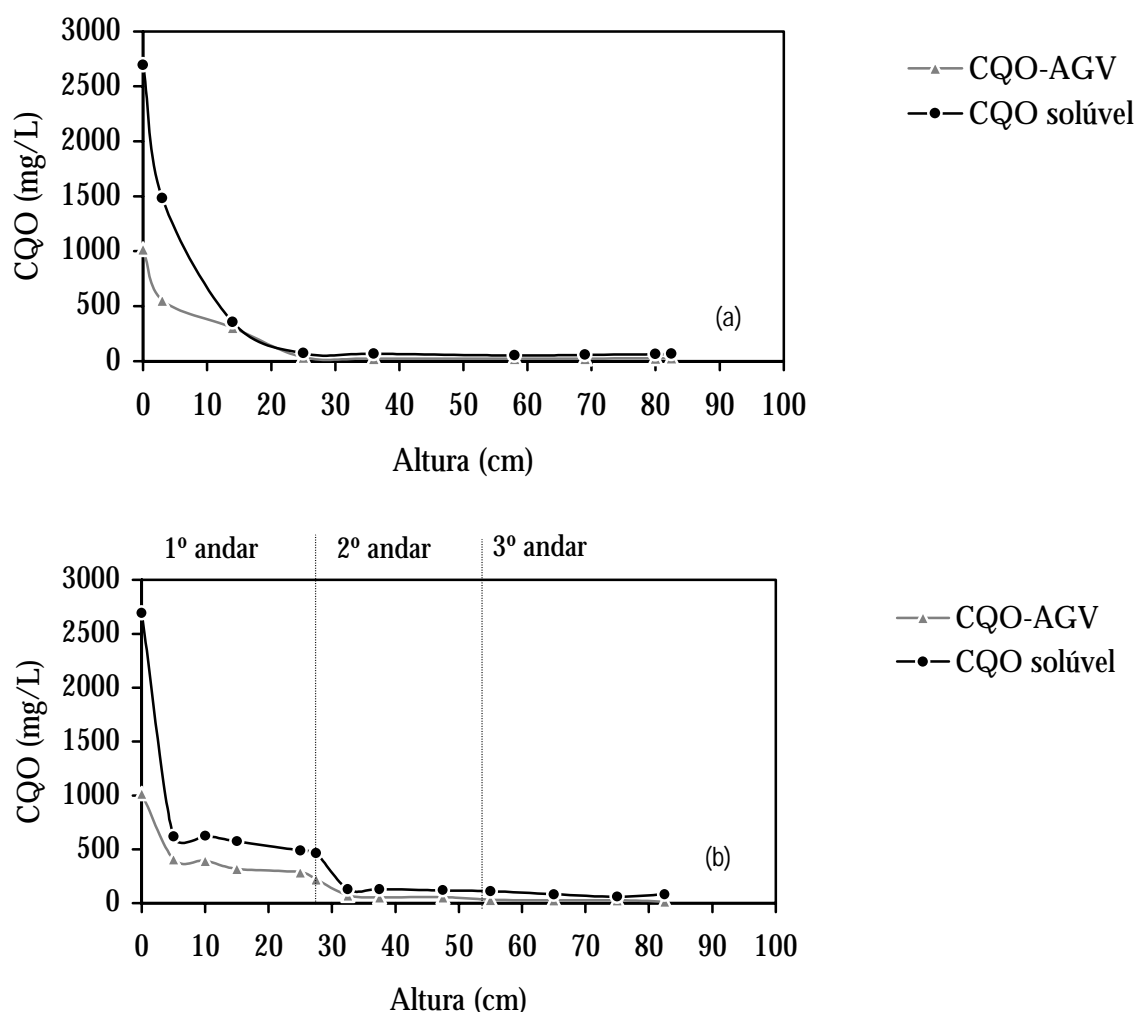 3000
2500
2000
1500
1000
500
0
CQO (mg/L)
0 10 20 30 40 50 60 70 80 90 100
Altura (cm)
(a)
CQO-AGV
CQO solúvel
1º andar 2º andar 3º andar
3000
2500
2000
1500
1000
500
0
CQO (mg/L)
0 10 20 30 40 50 60 70 80 90 100
Altura (cm)
(b)
CQO-AGV
CQO solúvel